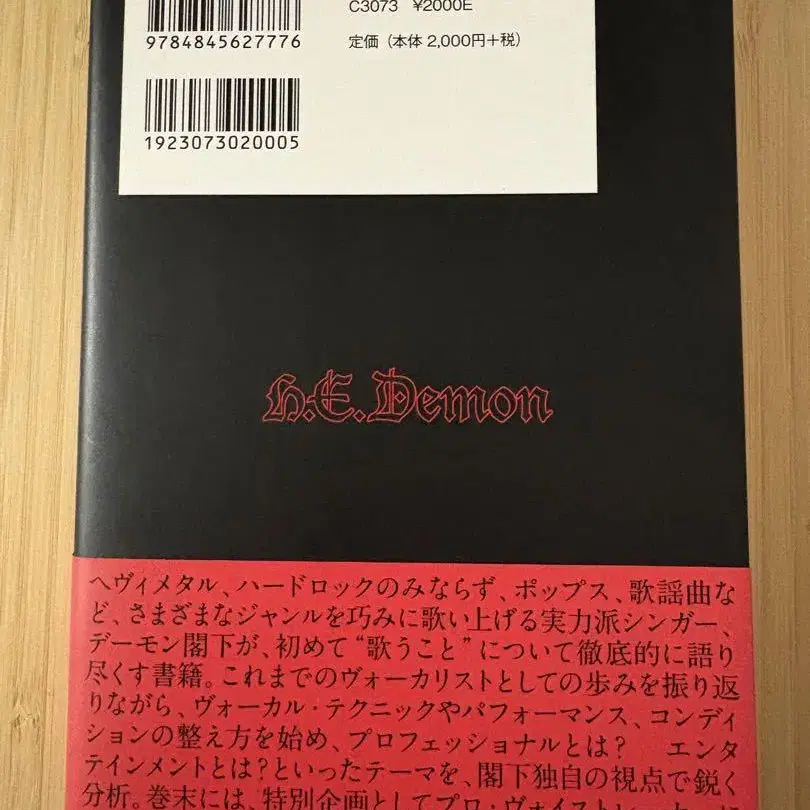 C3073 ¥2000E
9784845627776
定価（本体 2,000円＋税）
1923073020005
H.E.Demon
ヘヴィメタル、ハードロックのみならず、ポップス、歌謡曲な
ど、さまざまなジャンルを巧みに歌い上げる実力派シンガー、
デーモン閣下が、初めて“歌うこと”について徹底的に語り
尽くす書籍。これまでのヴォーカリストとしての歩みを振り返
りながら、ヴォーカル・テクニックやパフォーマンス、コンディ
ションの整え方を始め、プロフェッショナルとは？　エンタ
テインメントとは？といったテーマを、閣下独自の視点で鋭く
分析。巻末には、特別企画としてプロ・ヴォイスト